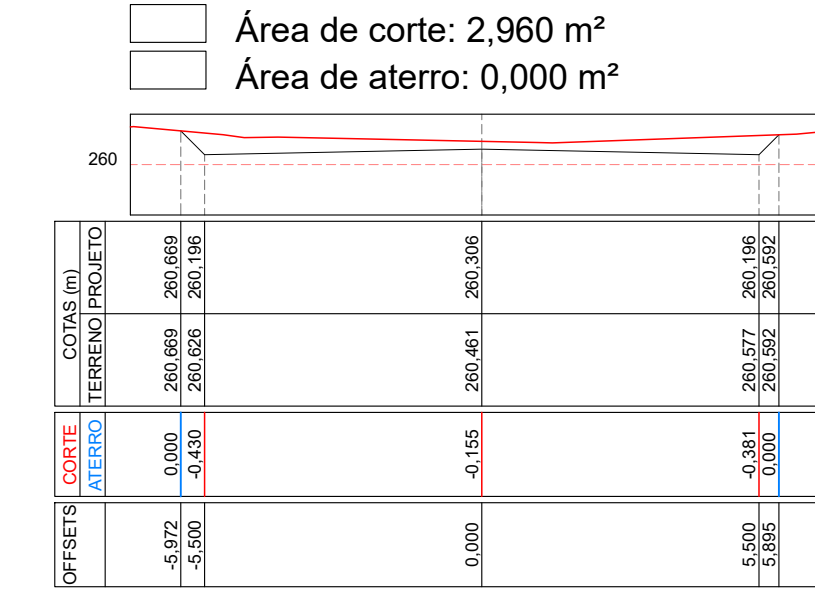 Área de corte: 2,960 m²
Área de aterro: 0,000 m²
260
COTAS (m)
PROJETO
260,669
260,196
260,306
260,196
260,592
TERRENO
260,669
260,626
260,461
260,577
260,592
CORTE
ATERRO
0,000
-0,430
-0,155
-0,381
0,000
OFFSETS
-5,972
-5,500
0,000
5,500
5,895